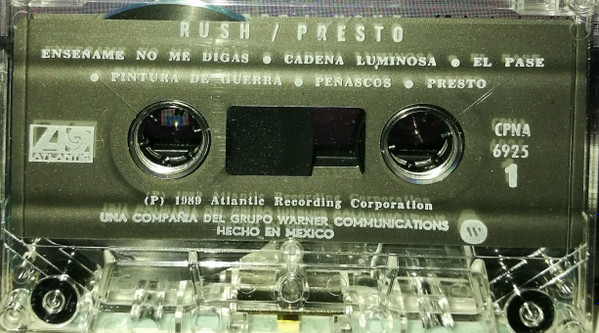 RUSH / PRESTO
ENSEÑAME NO ME DIGAS • CADENA LUMINOSA • EL PASE
• PINTURA DE GUERRA • PEÑASCOS • PRESTO
ATLANTIC
CPNA
6925
1
(P) 1989 Atlantic Recording Corporation
UNA COMPAÑIA DEL GRUPO WARNER COMMUNICATIONS
HECHO EN MEXICO